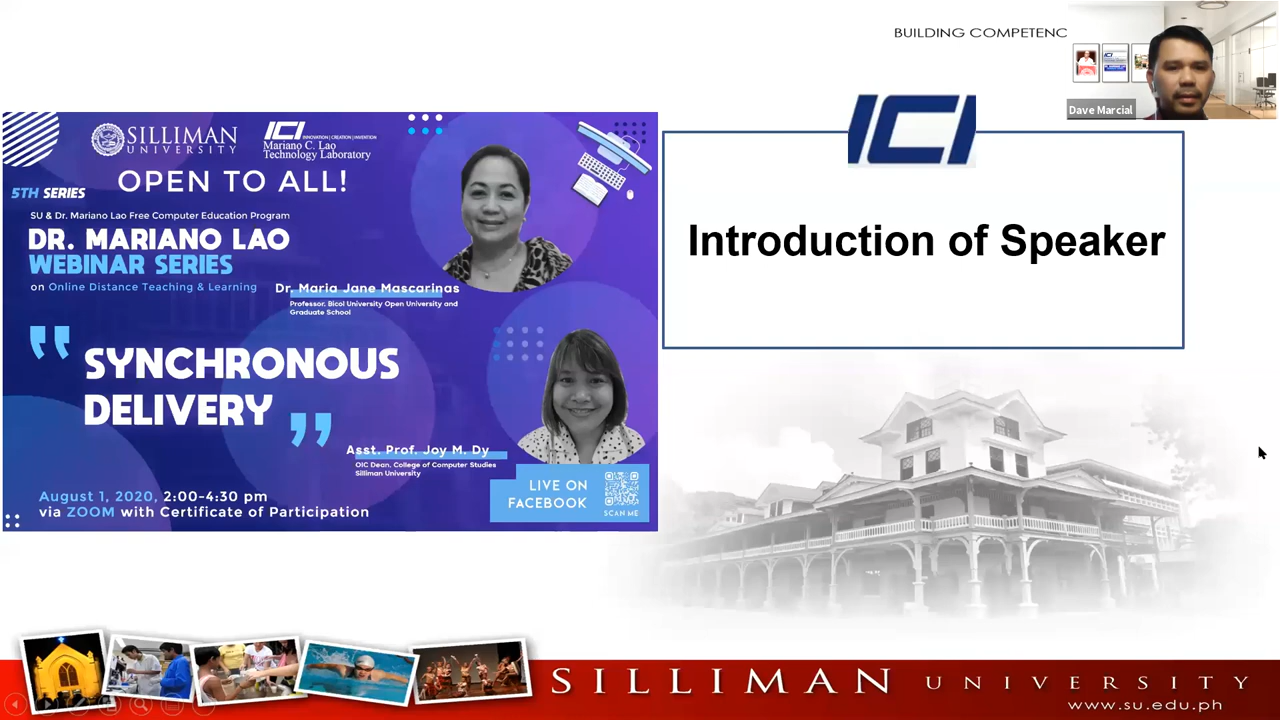 BUILDING COMPETENC
Dave Marcial
ICI
Introduction of Speaker
SILLIMAN
UNIVERSITY
ICI INNOVATION | CREATION | INVENTION
Mariano C. Lao
Technology Laboratory
OPEN TO ALL!
5TH SERIES
SU & Dr. Mariano Lao Free Computer Education Program
DR. MARIANO LAO
WEBINAR SERIES
on Online Distance Teaching & Learning
Dr. Maria Jane Mascarinas
Professor, Bicol University Open University and
Graduate School
"SYNCHRONOUS
DELIVERY"
Asst. Prof. Joy M. Dy
OIC Dean, College of Computer Studies
Silliman University
LIVE ON
FACEBOOK
SCAN ME
August 1, 2020, 2:00-4:30 pm
via ZOOM with Certificate of Participation
SILLIMAN UNIVERSITY
www.su.edu.ph